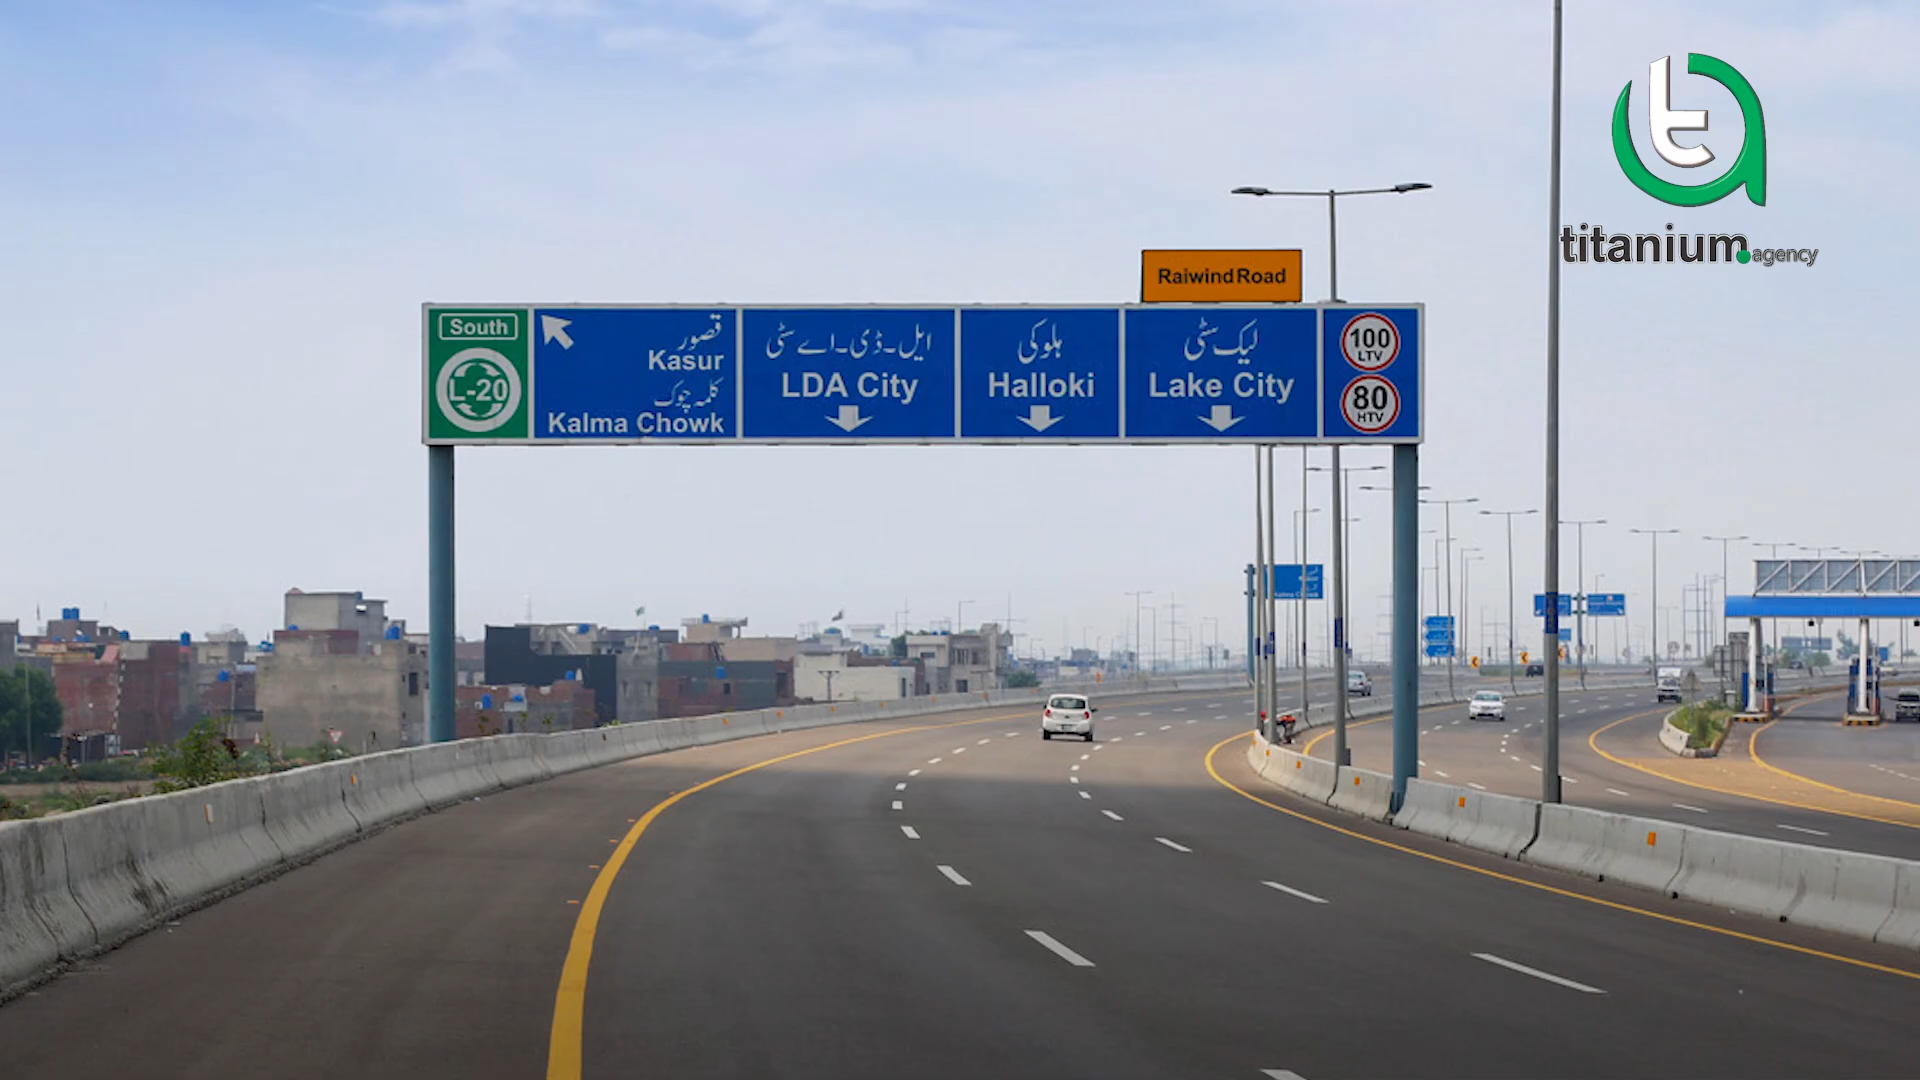 titanium.agency
Raiwind Road
South
L-20
قصور
Kasur
کلمہ چوک
Kalma Chowk
ایل۔ڈی۔اے سٹی
LDA City
ہلوکی
Halloki
لیک سٹی
Lake City
100
LTV
80
HTV